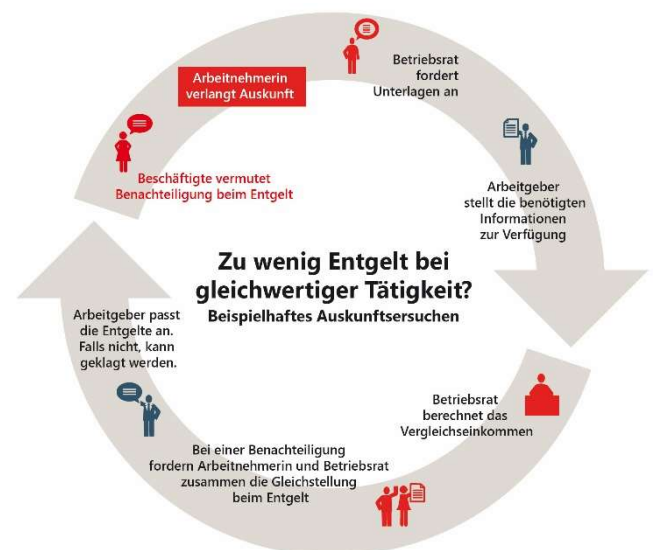 Zu wenig Entgelt bei
gleichwertiger Tätigkeit?
Beispielhaftes Auskunftsersuchen
Beschäftigte vermutet
Benachteiligung beim Entgelt
Arbeitnehmerin
verlangt Auskunft
Betriebsrat
fordert
Unterlagen an
Arbeitgeber
stellt die benötigten
Informationen
zur Verfügung
Betriebsrat
berechnet das
Vergleichseinkommen
Bei einer Benachteiligung
fordern Arbeitnehmerin und Betriebsrat
zusammen die Gleichstellung
beim Entgelt
Arbeitgeber passt
die Entgelte an.
Falls nicht, kann
geklagt werden.